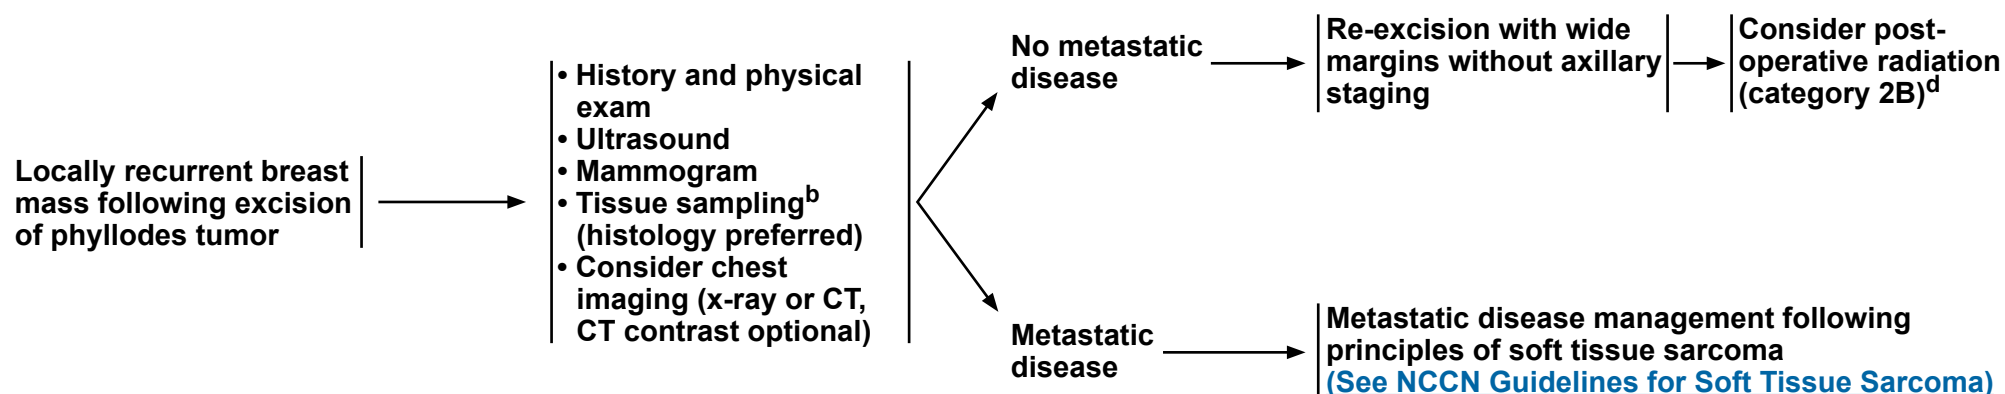 Locally recurrent breast
mass following excision
of phyllodes tumor
• History and physical
exam
• Ultrasound
• Mammogram
• Tissue samplingᵇ
(histology preferred)
• Consider chest
imaging (x-ray or CT,
CT contrast optional)
No metastatic
disease
Re-excision with wide
margins without axillary
staging
Consider post-
operative radiation
(category 2B)ᵈ
Metastatic
disease
Metastatic disease management following
principles of soft tissue sarcoma
(See NCCN Guidelines for Soft Tissue Sarcoma)